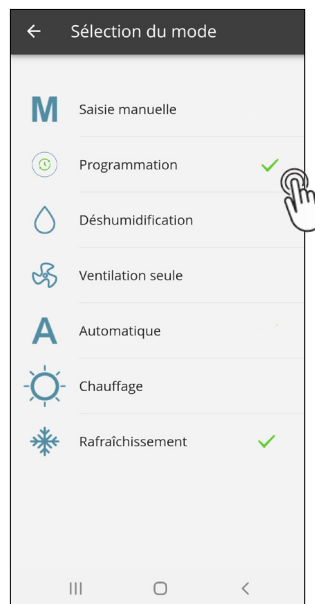 Sélection du mode
M Saisie manuelle
Programmation
Déshumidification
Ventilation seule
A Automatique
Chauffage
Rafraîchissement